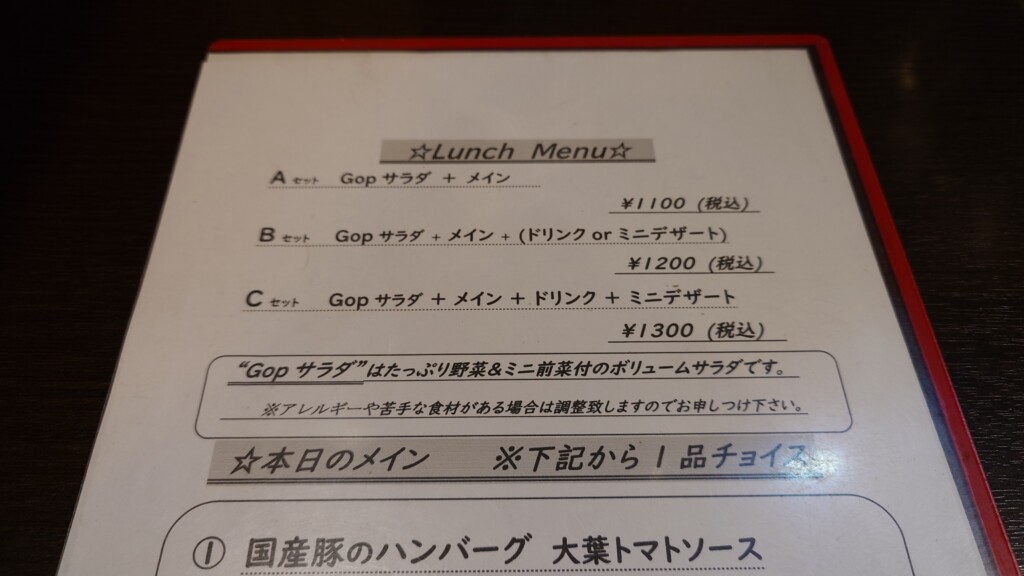 ☆Lunch Menu☆
A セット Gop サラダ + メイン
¥1100 (税込)
B セット Gop サラダ + メイン + (ドリンク or ミニデザート)
¥1200 (税込)
C セット Gop サラダ + メイン + ドリンク + ミニデザート
¥1300 (税込)
“Gop サラダ”はたっぷり野菜&ミニ前菜付のボリュームサラダです。
※アレルギーや苦手な食材がある場合は調整致しますのでお申しつけ下さい。
☆本日のメイン ※下記から1品チョイス
① 国産豚のハンバーグ 大葉トマトソース